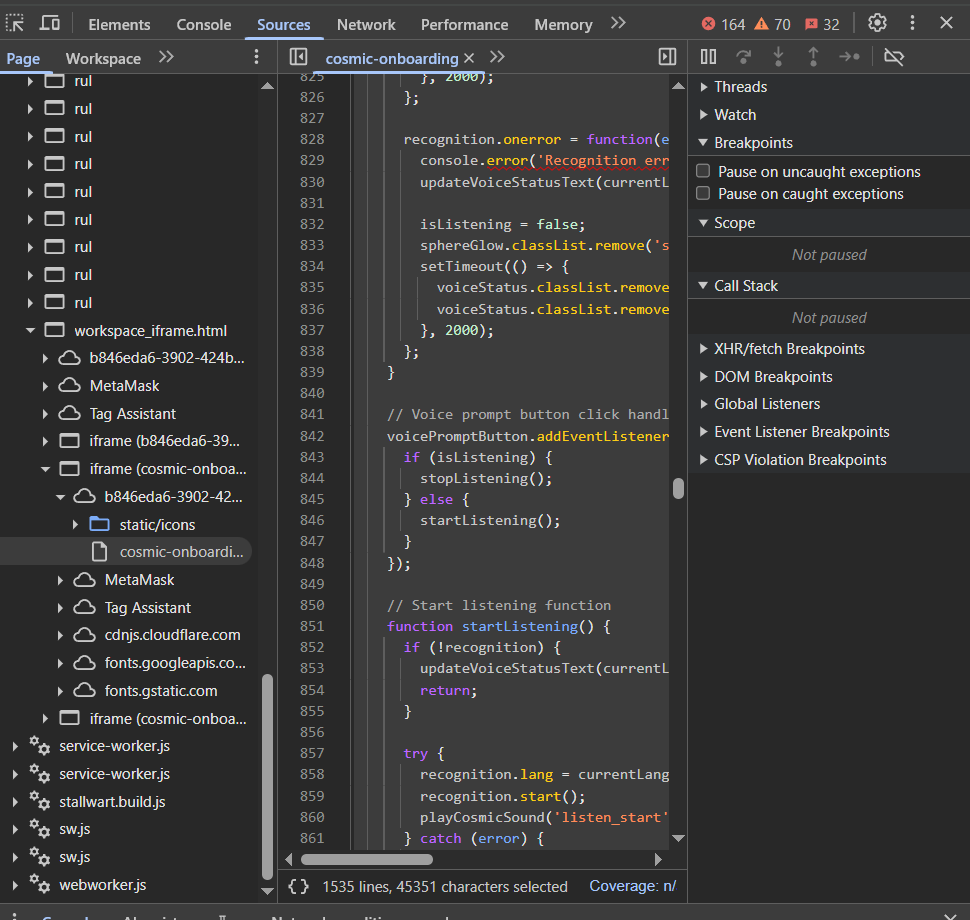 Elements Console Sources Network Performance Memory 164 70 32
Page Workspace
cosmic-onboarding
rul
rul
rul
rul
rul
rul
rul
rul
rul
workspace_iframe.html
b846eda6-3902-424b...
MetaMask
Tag Assistant
iframe (b846eda6-39...
iframe (cosmic-onboa...
b846eda6-3902-42...
static/icons
cosmic-onboardi...
MetaMask
Tag Assistant
cdnjs.cloudflare.com
fonts.googleapis.co...
fonts.gstatic.com
iframe (cosmic-onboa...
service-worker.js
service-worker.js
stallwart.build.js
sw.js
sw.js
webworker.js
825 }, 2000);
826 };
827
828 recognition.onerror = function(e
829 console.error('Recognition err
830 updateVoiceStatusText(currentL
831
832 isListening = false;
833 sphereGlow.classList.remove('s
834 setTimeout(() => {
835 voiceStatus.classList.remove
836 voiceStatus.classList.remove
837 }, 2000);
838 };
839 }
840
841 // Voice prompt button click handl
842 voicePromptButton.addEventListener
843 if (isListening) {
844 stopListening();
845 } else {
846 startListening();
847 }
848 });
849
850 // Start listening function
851 function startListening() {
852 if (!recognition) {
853 updateVoiceStatusText(currentL
854 return;
855 }
856
857 try {
858 recognition.lang = currentLang
859 recognition.start();
860 playCosmicSound('listen_start'
861 } catch (error) {
{} 1535 lines, 45351 characters selected Coverage: n/
Threads
Watch
Breakpoints
Pause on uncaught exceptions
Pause on caught exceptions
Scope
Not paused
Call Stack
Not paused
XHR/fetch Breakpoints
DOM Breakpoints
Global Listeners
Event Listener Breakpoints
CSP Violation Breakpoints